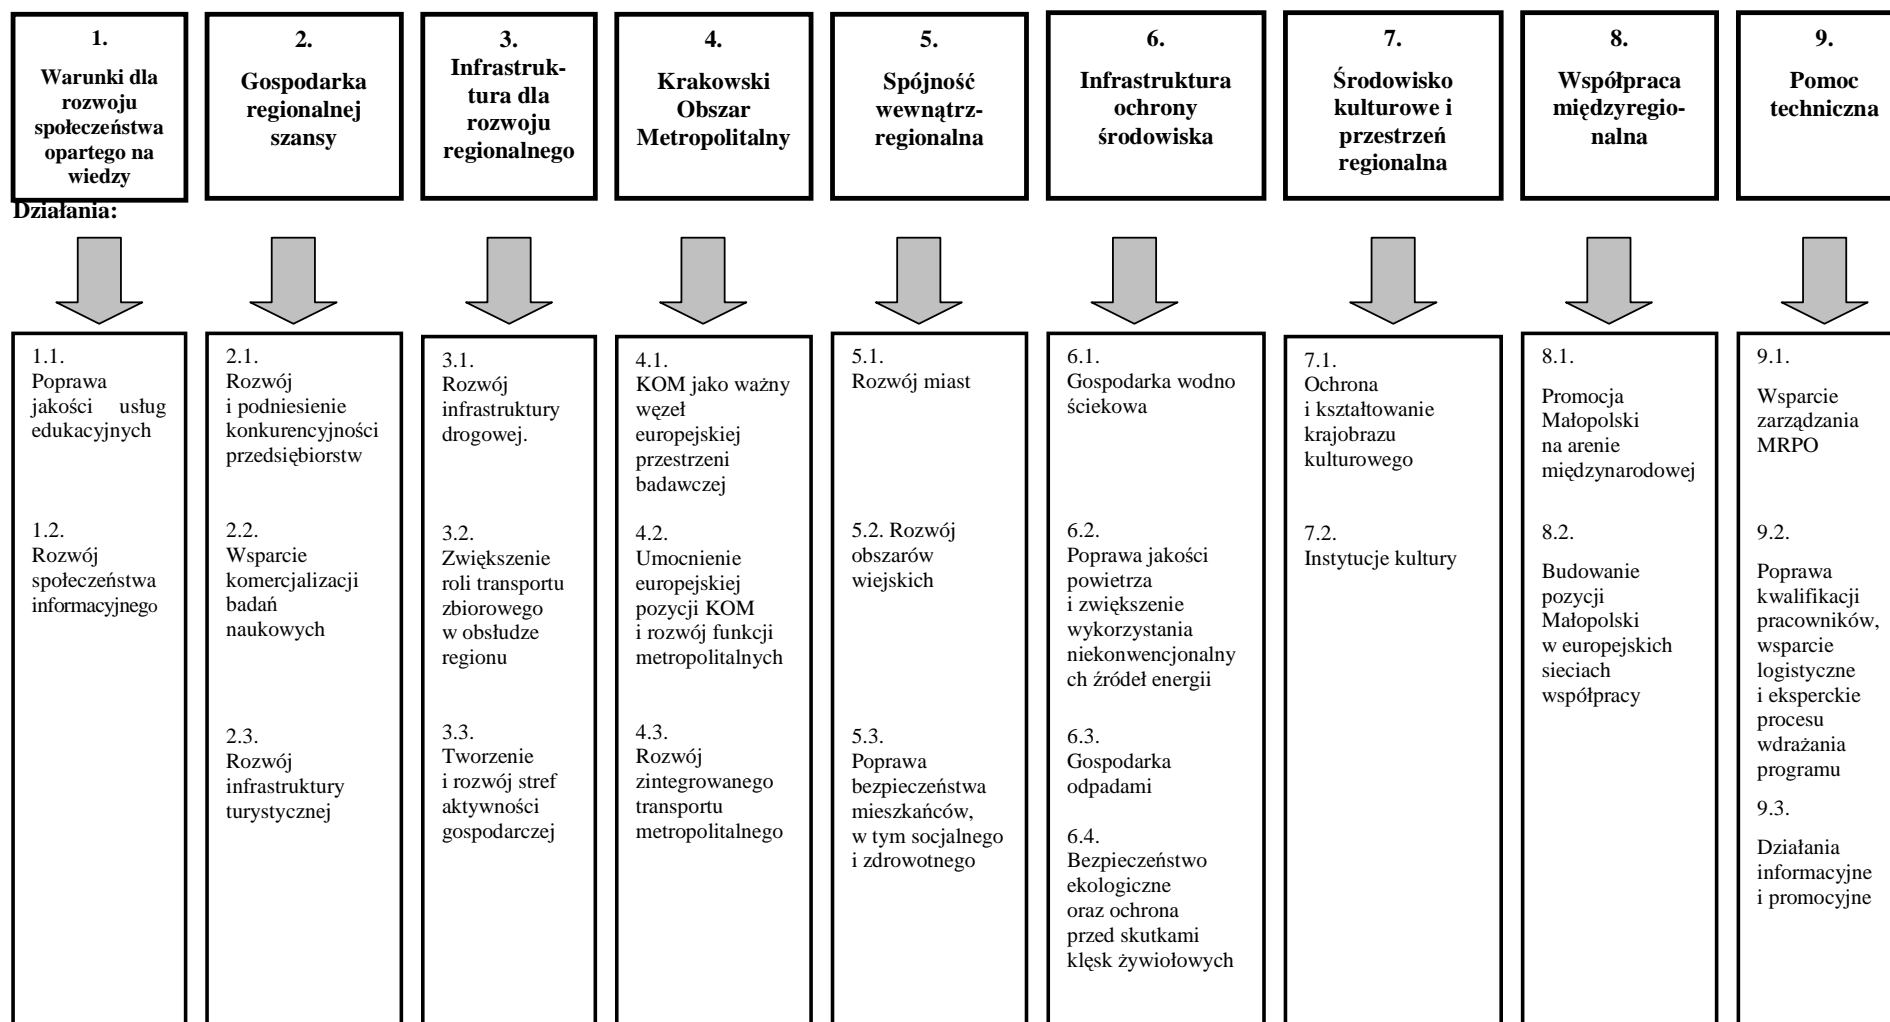 1.
Warunki dla
rozwoju
społeczeństwa
opartego na
wiedzy
2.
Gospodarka
regionalnej
szansy
3.
Infrastruk-
tura dla
rozwoju
regionalnego
4.
Krakowski
Obszar
Metropolitalny
5.
Spójność
wewnątrz-
regionalna
6.
Infrastruktura
ochrony
środowiska
7.
Środowisko
kulturowe i
przestrzeń
regionalna
8.
Współpraca
międzyregio-
nalna
9.
Pomoc
techniczna
Działania:
1.1.
Poprawa
jakości usług
edukacyjnych
1.2.
Rozwój
społeczeństwa
informacyjnego
2.1.
Rozwój
i podniesienie
konkurencyjności
przedsiębiorstw
2.2.
Wsparcie
komercjalizacji
badań
naukowych
2.3.
Rozwój
infrastruktury
turystycznej
3.1.
Rozwój
infrastruktury
drogowej.
3.2.
Zwiększenie
roli transportu
zbiorowego
w obsłudze
regionu
3.3.
Tworzenie
i rozwój stref
aktywności
gospodarczej
4.1.
KOM jako ważny
węzeł
europejskiej
przestrzeni
badawczej
4.2.
Umocnienie
europejskiej
pozycji KOM
i rozwój funkcji
metropolitalnych
4.3.
Rozwój
zintegrowanego
transportu
metropolitalnego
5.1.
Rozwój miast
5.2. Rozwój
obszarów
wiejskich
5.3.
Poprawa
bezpieczeństwa
mieszkańców,
w tym socjalnego
i zdrowotnego
6.1.
Gospodarka wodno
ściekowa
6.2.
Poprawa jakości
powietrza
i zwiększenie
wykorzystania
niekonwencjonalny
ch źródeł energii
6.3.
Gospodarka
odpadami
6.4.
Bezpieczeństwo
ekologiczne
oraz ochrona
przed skutkami
klęsk żywiołowych
7.1.
Ochrona
i kształtowanie
krajobrazu
kulturowego
7.2.
Instytucje kultury
8.1.
Promocja
Małopolski
na arenie
międzynarodowej
8.2.
Budowanie
pozycji
Małopolski
w europejskich
sieciach
współpracy
9.1.
Wsparcie
zarządzania
MRPO
9.2.
Poprawa
kwalifikacji
pracowników,
wsparcie
logistyczne
i eksperckie
procesu
wdrażania
programu
9.3.
Działania
informacyjne
i promocyjne